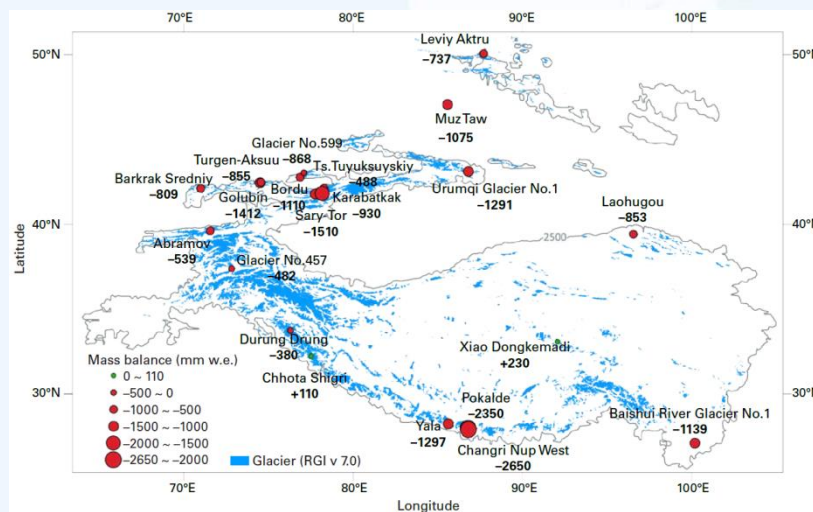 70°E 80°E 90°E 100°E
50°N 50°N
Leviy Aktru
−737
Muz Taw
−1075
Glacier No.599
−868
Turgen-Aksuu
−855
Ts.Tuyuksuyskiy
−488
Barkrak Sredniy
−809
Golubin
−1412
Bordu
−1110
Karabatkak
−930
Sary-Tor
−1510
Urumqi Glacier No.1
−1291
Laohugou
−853
40°N 40°N
2500
Abramov
−539
Glacier No.457
−482
Latitude
Durung Drung
−380
Chhota Shigri
+110
Xiao Dongkemadi
+230
Pokalde
−2350
Yala
−1297
Changri Nup West
−2650
Baishui River Glacier No.1
−1139
30°N 30°N
Mass balance (mm w.e.)
0 ~ 110
−500 ~ 0
−1000 ~ −500
−1500 ~ −1000
−2000 ~ −1500
−2650 ~ −2000
Glacier (RGI v 7.0)
70°E 80°E 90°E 100°E
Longitude